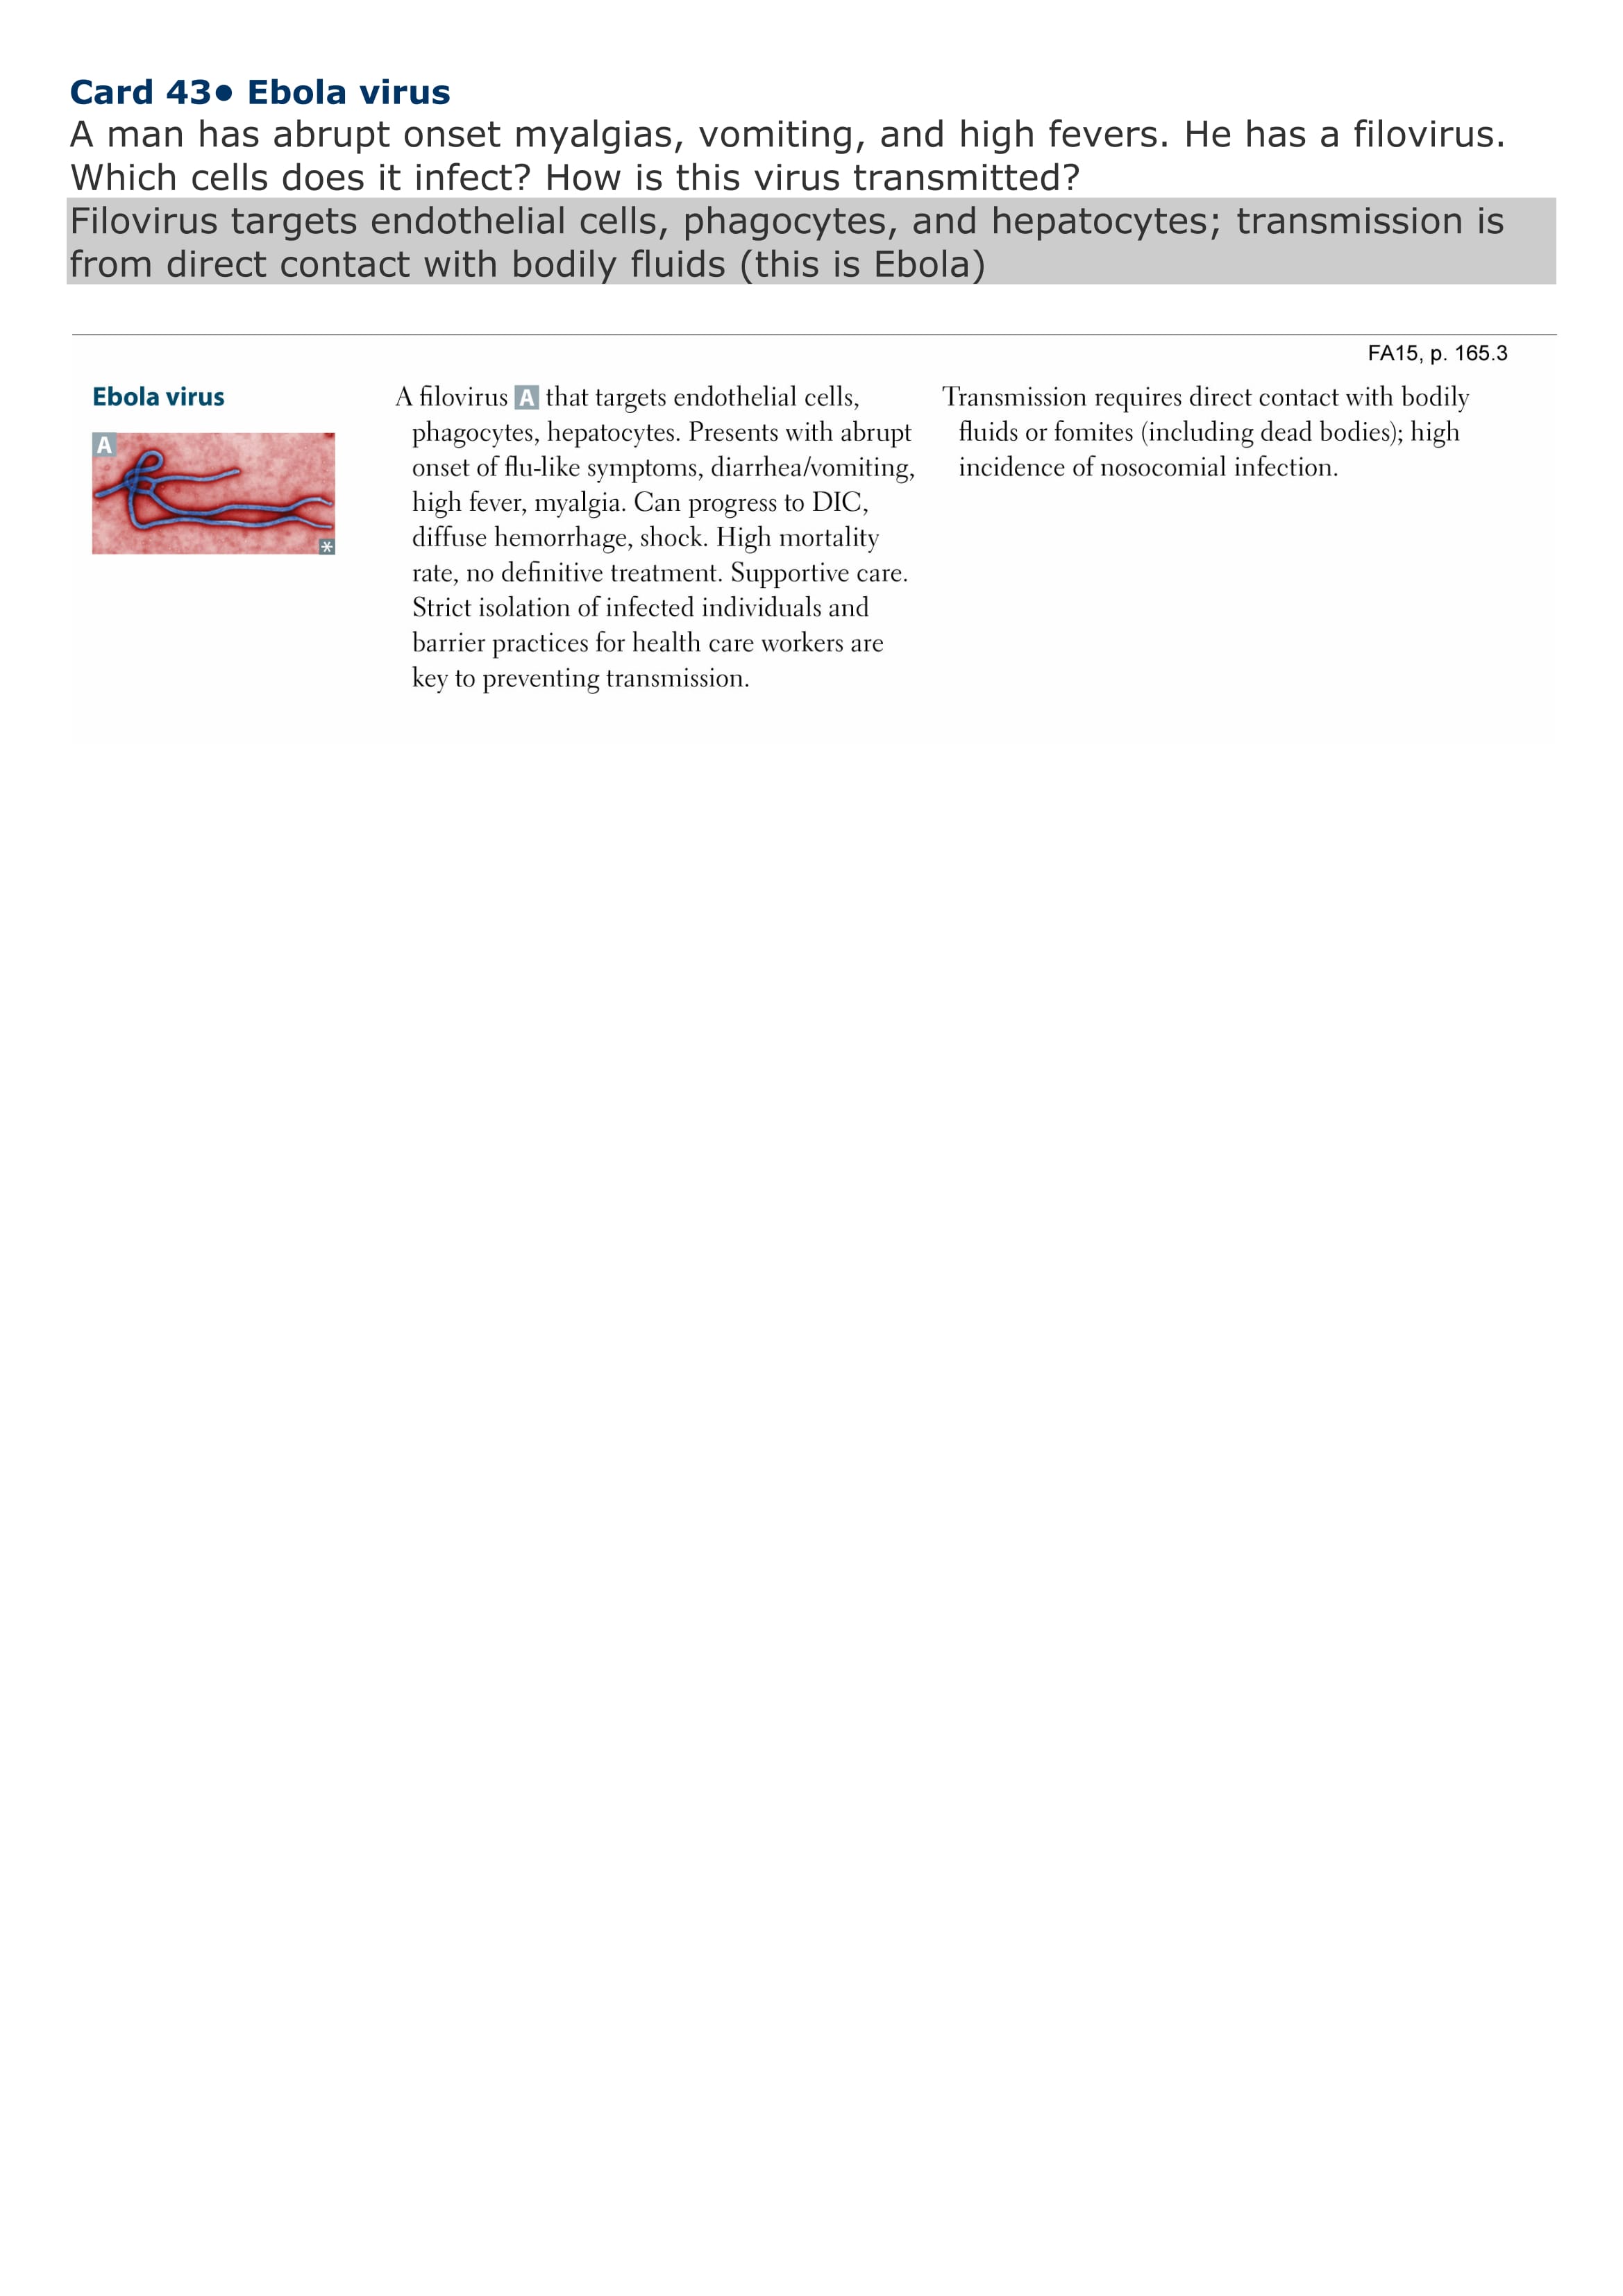 Card 43● Ebola virus
A man has abrupt onset myalgias, vomiting, and high fevers. He has a filovirus.
Which cells does it infect? How is this virus transmitted?
Filovirus targets endothelial cells, phagocytes, and hepatocytes; transmission is
from direct contact with bodily fluids (this is Ebola)
FA15, p. 165.3
Ebola virus
A
*
A filovirus A that targets endothelial cells,
phagocytes, hepatocytes. Presents with abrupt
onset of flu-like symptoms, diarrhea/vomiting,
high fever, myalgia. Can progress to DIC,
diffuse hemorrhage, shock. High mortality
rate, no definitive treatment. Supportive care.
Strict isolation of infected individuals and
barrier practices for health care workers are
key to preventing transmission.
Transmission requires direct contact with bodily
fluids or fomites (including dead bodies); high
incidence of nosocomial infection.